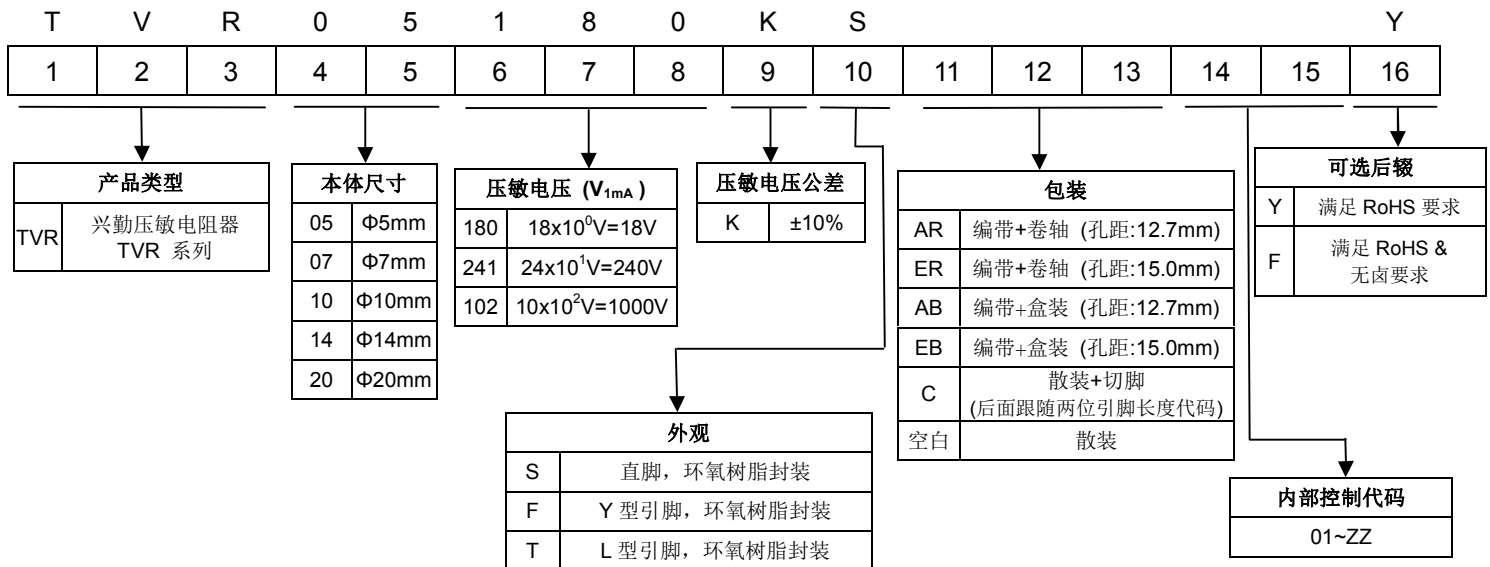 T V R 0 5 1 8 0 K S Y
1 2 3 4 5 6 7 8 9 10 11 12 13 14 15 16
产品类型
TVR 兴勤压敏电阻器
TVR 系列
本体尺寸
05 Φ5mm
07 Φ7mm
10 Φ10mm
14 Φ14mm
20 Φ20mm
压敏电压 (V1mA)
180 18x10⁰V=18V
241 24x10¹V=240V
102 10x10²V=1000V
压敏电压公差
K ±10%
包装
AR 编带+卷轴 (孔距:12.7mm)
ER 编带+卷轴 (孔距:15.0mm)
AB 编带+盒装 (孔距:12.7mm)
EB 编带+盒装 (孔距:15.0mm)
C 散装+切脚
(后面跟随两位引脚长度代码)
空白 散装
可选后辍
Y 满足 RoHS 要求
F 满足 RoHS &
无卤要求
外观
S 直脚，环氧树脂封装
F Y 型引脚，环氧树脂封装
T L 型引脚，环氧树脂封装
内部控制代码
01~ZZ